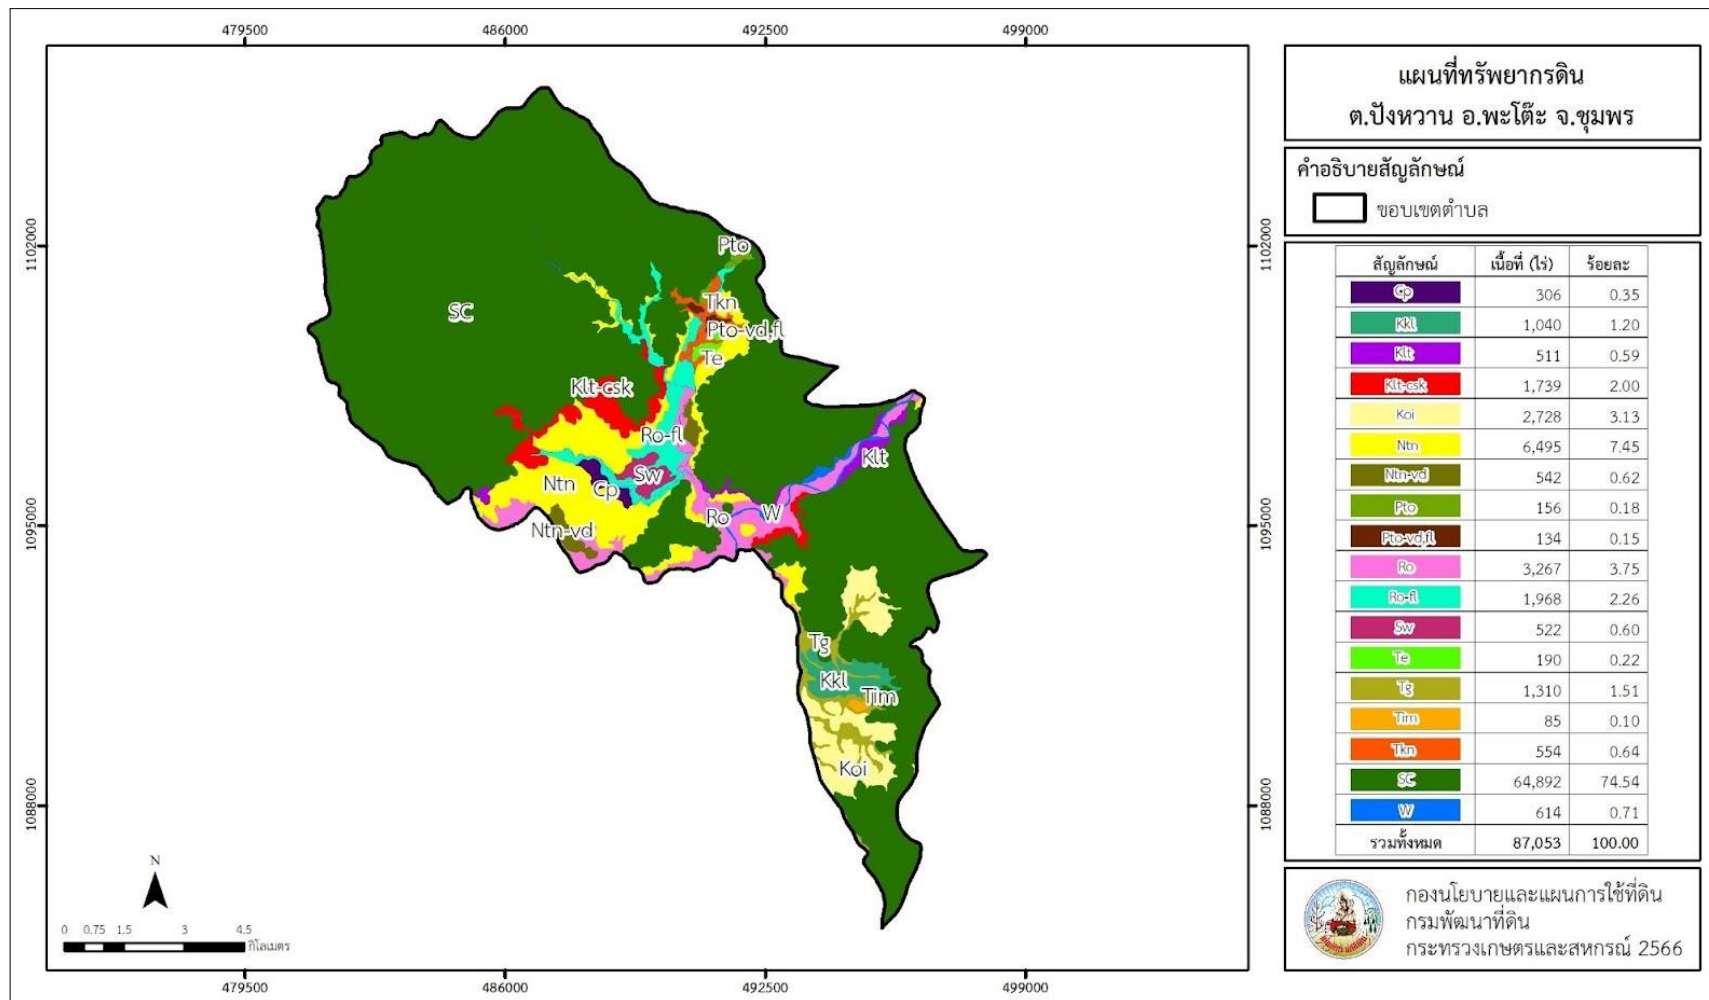 479500 486000 492500 499000
แผนที่ทรัพยากรดิน
ต.ปังหวาน อ.พะโต๊ะ จ.ชุมพร
คำอธิบายสัญลักษณ์
ขอบเขตตำบล
1102000 1102000
1095000 1095000
1088000 1088000
Pto
SC
Tkn
Pto-vd,fl
Te
Klt-csk
Ro-fl
Klt
Sw
Ntn
Cp
Ro
W
Ntn-vd
Tg
Kkl
Tim
Koi
สัญลักษณ์ เนื้อที่ (ไร่) ร้อยละ
Cp 306 0.35
Kkl 1,040 1.20
Klt 511 0.59
Klt-csk 1,739 2.00
Koi 2,728 3.13
Ntn 6,495 7.45
Ntn-vd 542 0.62
Pto 156 0.18
Pto-vd,fl 134 0.15
Ro 3,267 3.75
Ro-fl 1,968 2.26
Sw 522 0.60
Te 190 0.22
Tg 1,310 1.51
Tim 85 0.10
Tkn 554 0.64
SC 64,892 74.54
W 614 0.71
รวมทั้งหมด 87,053 100.00
N
0 0.75 1.5 3 4.5
กิโลเมตร
กองนโยบายและแผนการใช้ที่ดิน
กรมพัฒนาที่ดิน
กระทรวงเกษตรและสหกรณ์ 2566
479500 486000 492500 499000